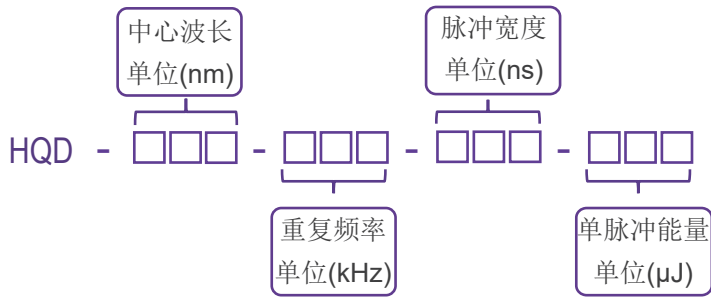 中心波长
单位(nm)
脉冲宽度
单位(ns)
HQD - □□□ - □□□ - □□□ - □□□
重复频率
单位(kHz)
单脉冲能量
单位(μJ)